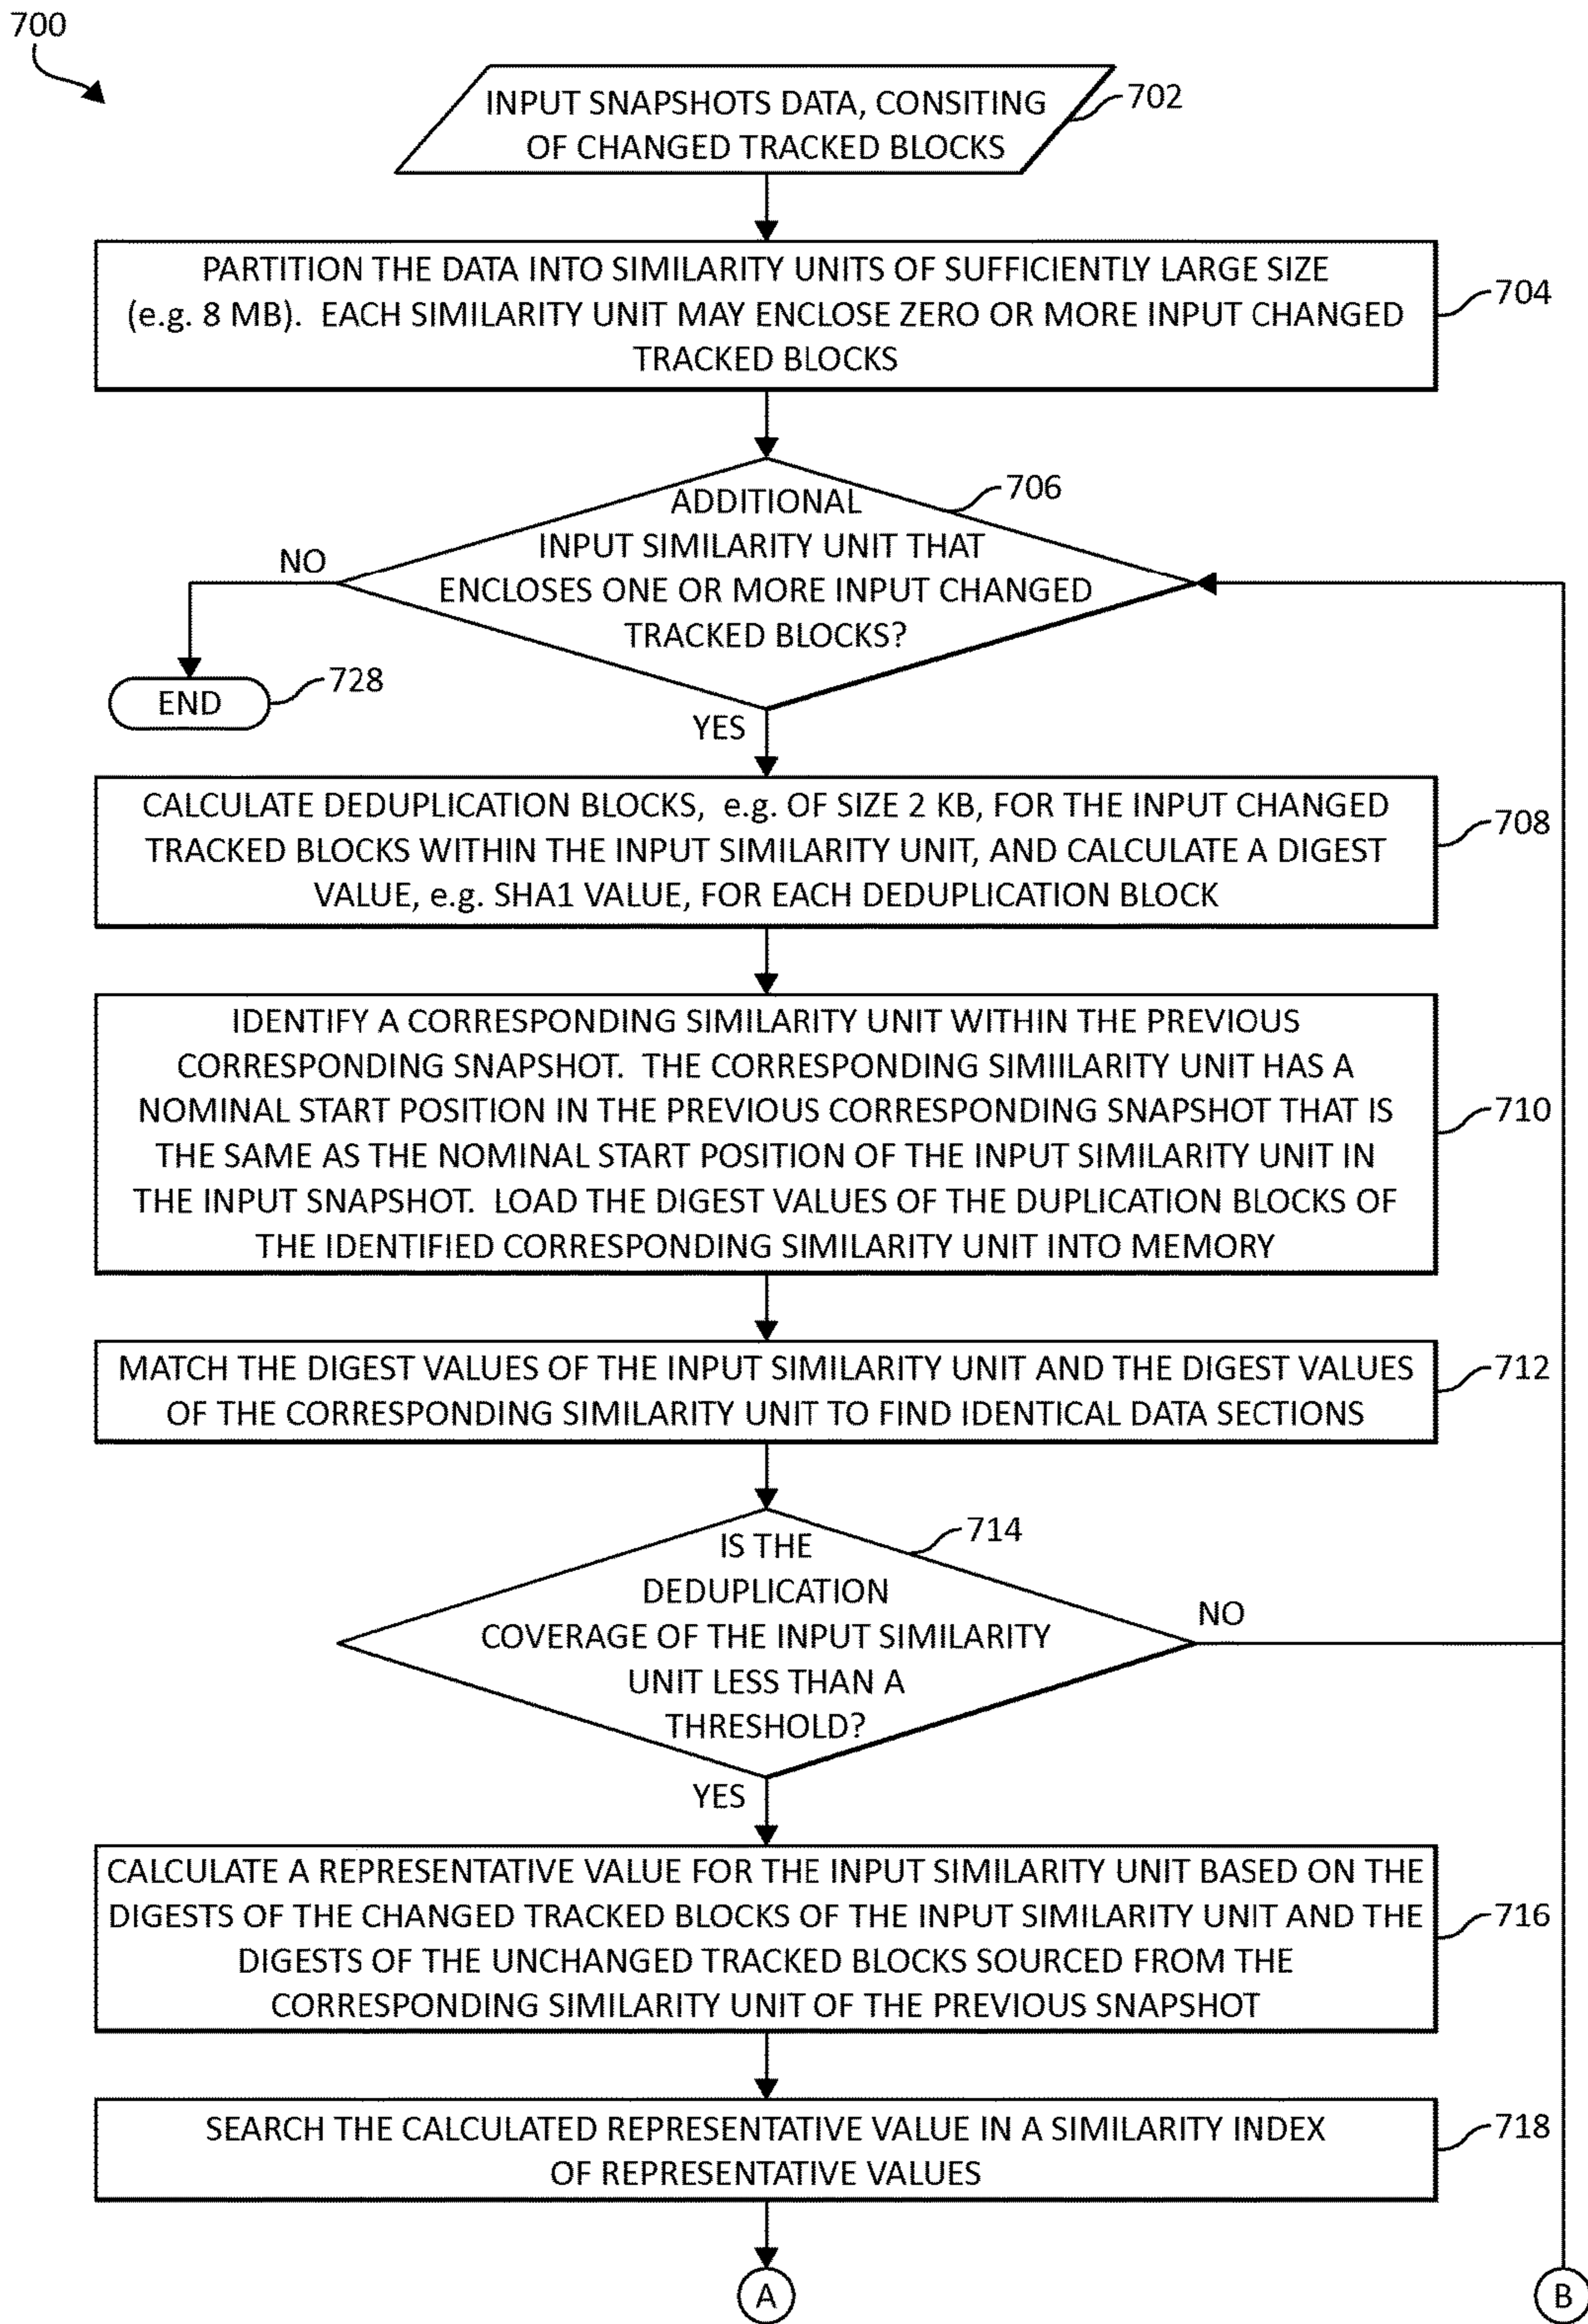 700
INPUT SNAPSHOTS DATA, CONSITING
OF CHANGED TRACKED BLOCKS
702
PARTITION THE DATA INTO SIMILARITY UNITS OF SUFFICIENTLY LARGE SIZE
(e.g. 8 MB). EACH SIMILARITY UNIT MAY ENCLOSE ZERO OR MORE INPUT CHANGED
TRACKED BLOCKS
704
ADDITIONAL
INPUT SIMILARITY UNIT THAT
ENCLOSES ONE OR MORE INPUT CHANGED
TRACKED BLOCKS?
706
NO
END
728
YES
CALCULATE DEDUPLICATION BLOCKS, e.g. OF SIZE 2 KB, FOR THE INPUT CHANGED
TRACKED BLOCKS WITHIN THE INPUT SIMILARITY UNIT, AND CALCULATE A DIGEST
VALUE, e.g. SHA1 VALUE, FOR EACH DEDUPLICATION BLOCK
708
IDENTIFY A CORRESPONDING SIMILARITY UNIT WITHIN THE PREVIOUS
CORRESPONDING SNAPSHOT. THE CORRESPONDING SIMIILARITY UNIT HAS A
NOMINAL START POSITION IN THE PREVIOUS CORRESPONDING SNAPSHOT THAT IS
THE SAME AS THE NOMINAL START POSITION OF THE INPUT SIMILARITY UNIT IN
THE INPUT SNAPSHOT. LOAD THE DIGEST VALUES OF THE DUPLICATION BLOCKS OF
THE IDENTIFIED CORRESPONDING SIMILARITY UNIT INTO MEMORY
710
MATCH THE DIGEST VALUES OF THE INPUT SIMILARITY UNIT AND THE DIGEST VALUES
OF THE CORRESPONDING SIMILARITY UNIT TO FIND IDENTICAL DATA SECTIONS
712
IS THE
DEDUPLICATION
COVERAGE OF THE INPUT SIMILARITY
UNIT LESS THAN A
THRESHOLD?
714
NO
YES
CALCULATE A REPRESENTATIVE VALUE FOR THE INPUT SIMILARITY UNIT BASED ON THE
DIGESTS OF THE CHANGED TRACKED BLOCKS OF THE INPUT SIMILARITY UNIT AND THE
DIGESTS OF THE UNCHANGED TRACKED BLOCKS SOURCED FROM THE
CORRESPONDING SIMILARITY UNIT OF THE PREVIOUS SNAPSHOT
716
SEARCH THE CALCULATED REPRESENTATIVE VALUE IN A SIMILARITY INDEX
OF REPRESENTATIVE VALUES
718
A
B